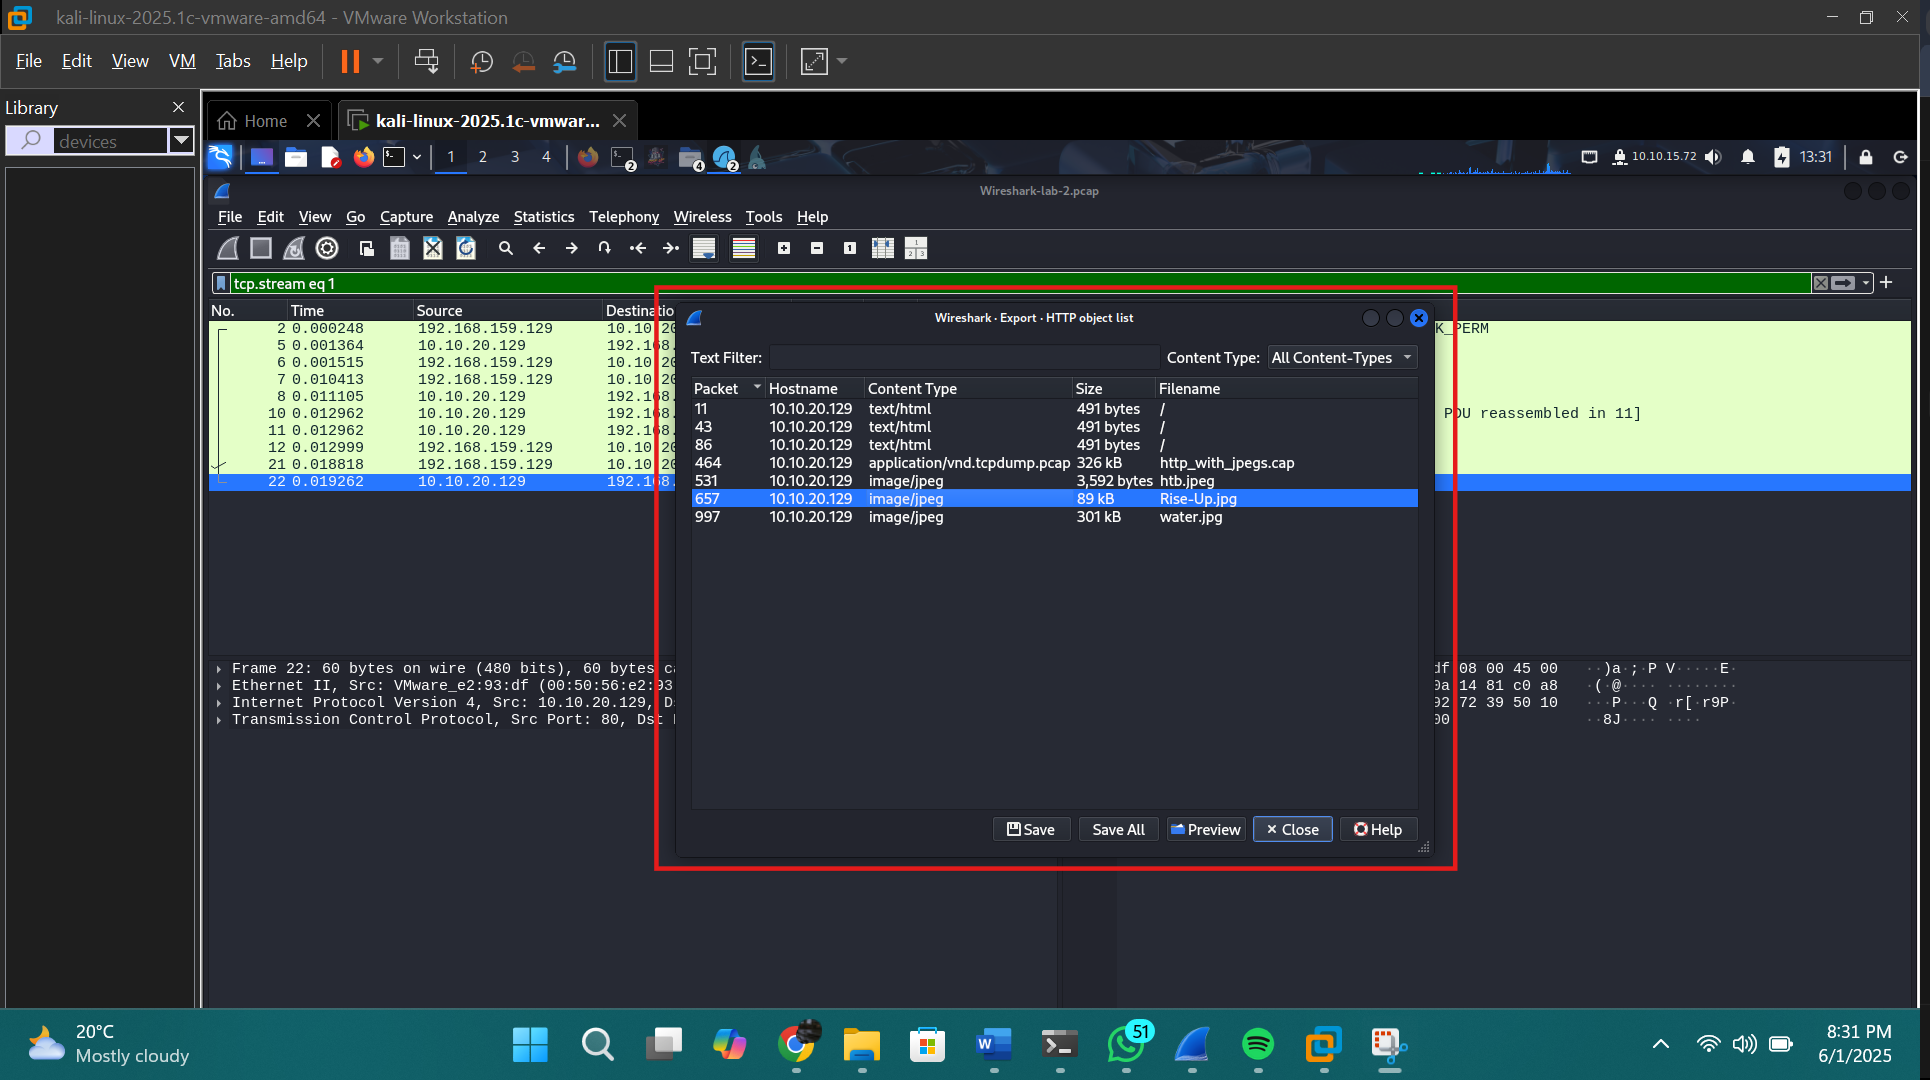 kali-linux-2025.1c-vmware-amd64 - VMware Workstation
File Edit View VM Tabs Help
Library
devices
Home
kali-linux-2025.1c-vmwar...
1 2 3 4 2 4 2 10.10.15.72 13:31
Wireshark-lab-2.pcap
File Edit View Go Capture Analyze Statistics Telephony Wireless Tools Help
tcp.stream eq 1
No. Time Source Destinatio
2 0.000248 192.168.159.129 10.10.20 K_PERM
5 0.001364 10.10.20.129 192.168.
6 0.001515 192.168.159.129 10.10.20
7 0.010413 192.168.159.129 10.10.20
8 0.011105 10.10.20.129 192.168.
10 0.012962 10.10.20.129 192.168. PDU reassembled in 11]
11 0.012962 10.10.20.129 192.168.
12 0.012999 192.168.159.129 10.10.20
21 0.018818 192.168.159.129 10.10.20
22 0.019262 10.10.20.129 192.168.
Wireshark · Export · HTTP object list
Text Filter: Content Type: All Content-Types
Packet Hostname Content Type Size Filename
11 10.10.20.129 text/html 491 bytes /
43 10.10.20.129 text/html 491 bytes /
86 10.10.20.129 text/html 491 bytes /
464 10.10.20.129 application/vnd.tcpdump.pcap 326 kB http_with_jpegs.cap
531 10.10.20.129 image/jpeg 3,592 bytes htb.jpeg
657 10.10.20.129 image/jpeg 89 kB Rise-Up.jpg
997 10.10.20.129 image/jpeg 301 kB water.jpg
Save Save All Preview Close Help
Frame 22: 60 bytes on wire (480 bits), 60 bytes ca
Ethernet II, Src: VMware_e2:93:df (00:50:56:e2:93
Internet Protocol Version 4, Src: 10.10.20.129, D
Transmission Control Protocol, Src Port: 80, Dst
df 08 00 45 00 ··)a·;·P V·····E·
0a 14 81 c0 a8 ·(·@···· ········
92 72 39 50 10 ···P···Q ·r[·r9P·
00 ··8J···· ····
20°C
Mostly cloudy
51
8:31 PM
6/1/2025